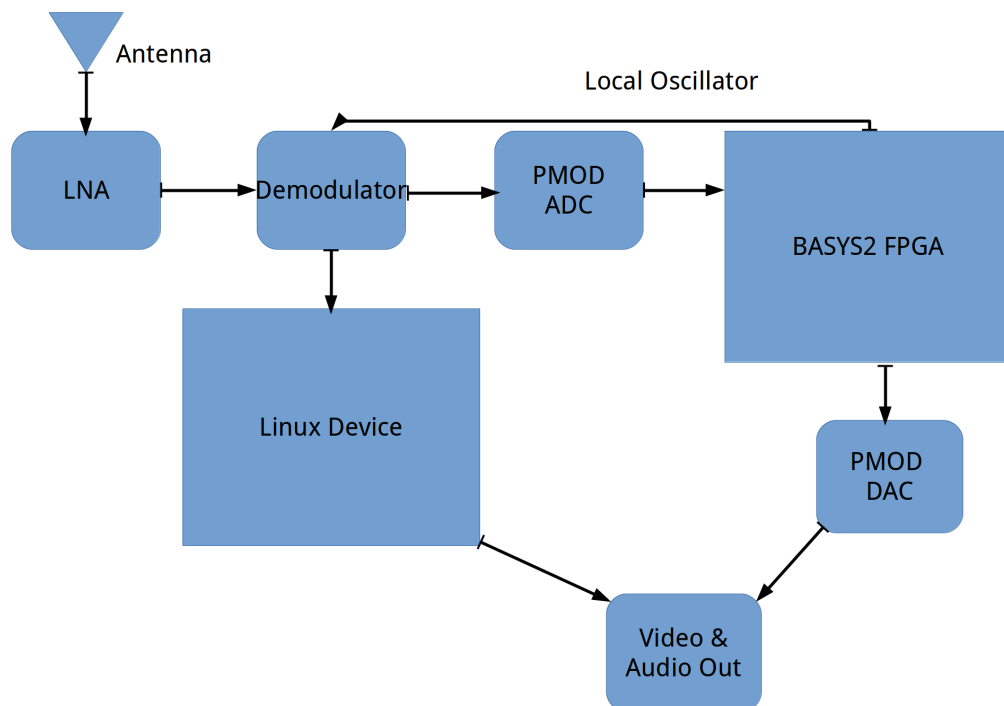 Antenna
Local Oscillator
LNA
Demodulator
PMOD
ADC
BASYS2 FPGA
Linux Device
PMOD
DAC
Video &
Audio Out